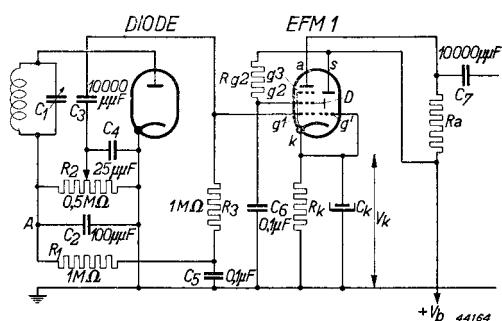 DIODE
EFM 1
C1
10000 μμF
C3
C4
25μμF
R2
0,5MΩ
A
C2
100μμF
R1
1MΩ
1MΩ
R3
C5
0,1μF
Rg2
g3
g2
g1
a
s
D
g'
k
C6
0,1μF
Rk
Ck
Vk
10000μμF
C7
Ra
+Vb
44164